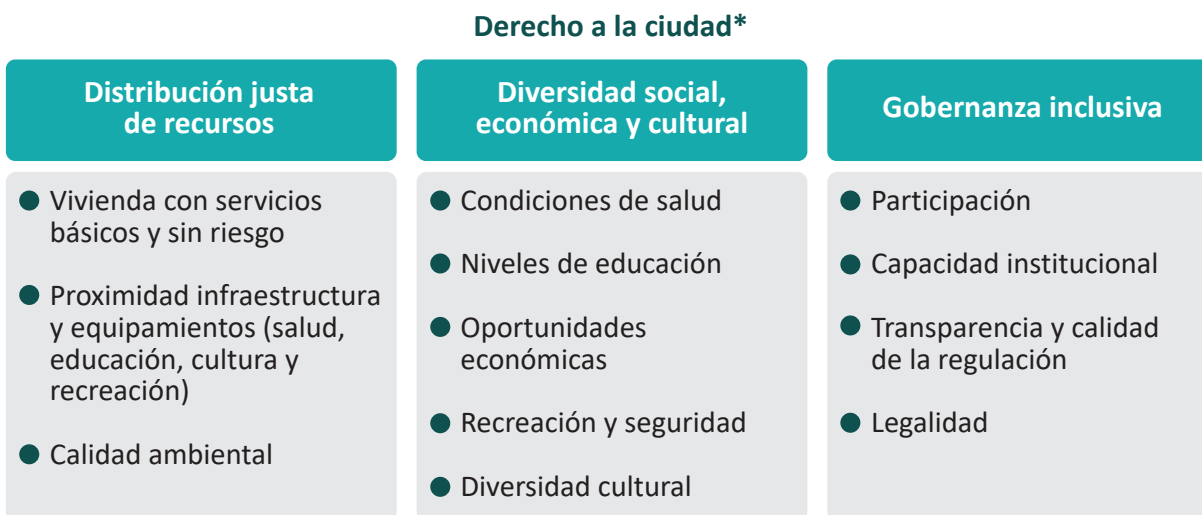 Derecho a la ciudad*
Distribución justa
de recursos
● Vivienda con servicios
básicos y sin riesgo
● Proximidad infraestructura
y equipamientos (salud,
educación, cultura y
recreación)
● Calidad ambiental
Diversidad social,
económica y cultural
● Condiciones de salud
● Niveles de educación
● Oportunidades
económicas
● Recreación y seguridad
● Diversidad cultural
Gobernanza inclusiva
● Participación
● Capacidad institucional
● Transparencia y calidad
de la regulación
● Legalidad